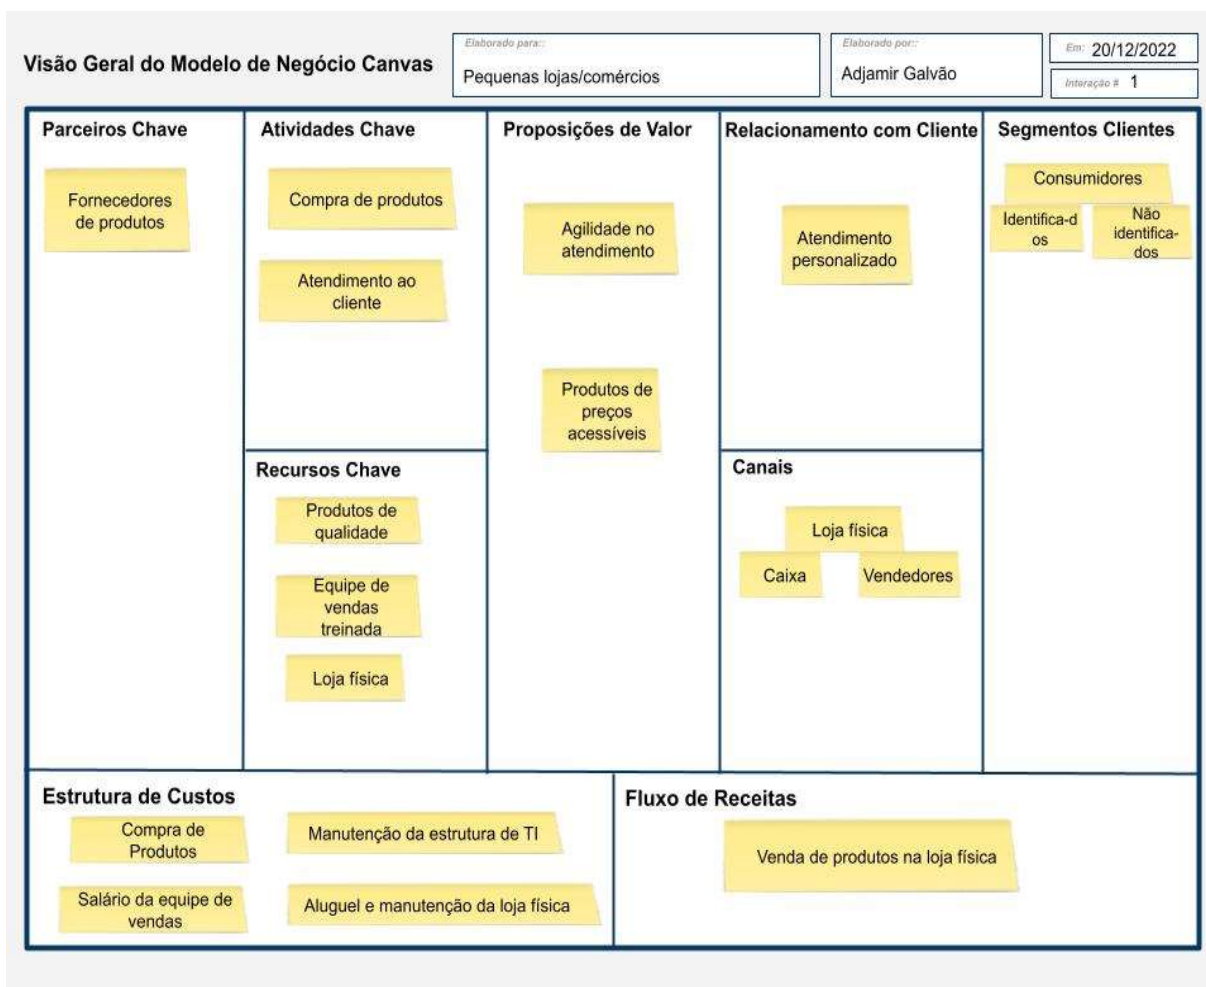 Visão Geral do Modelo de Negócio Canvas
Elaborado para::
Pequenas lojas/comércios
Elaborado por::
Adjamir Galvão
Em: 20/12/2022
Interação # 1
Parceiros Chave
Fornecedores
de produtos
Atividades Chave
Compra de produtos
Atendimento ao
cliente
Recursos Chave
Produtos de
qualidade
Equipe de
vendas
treinada
Loja física
Proposições de Valor
Agilidade no
atendimento
Produtos de
preços
acessíveis
Relacionamento com Cliente
Atendimento
personalizado
Canais
Loja física
Caixa
Vendedores
Segmentos Clientes
Consumidores
Identifica-d
os
Não
identifica-
dos
Estrutura de Custos
Compra de
Produtos
Manutenção da estrutura de TI
Salário da equipe de
vendas
Aluguel e manutenção da loja física
Fluxo de Receitas
Venda de produtos na loja física